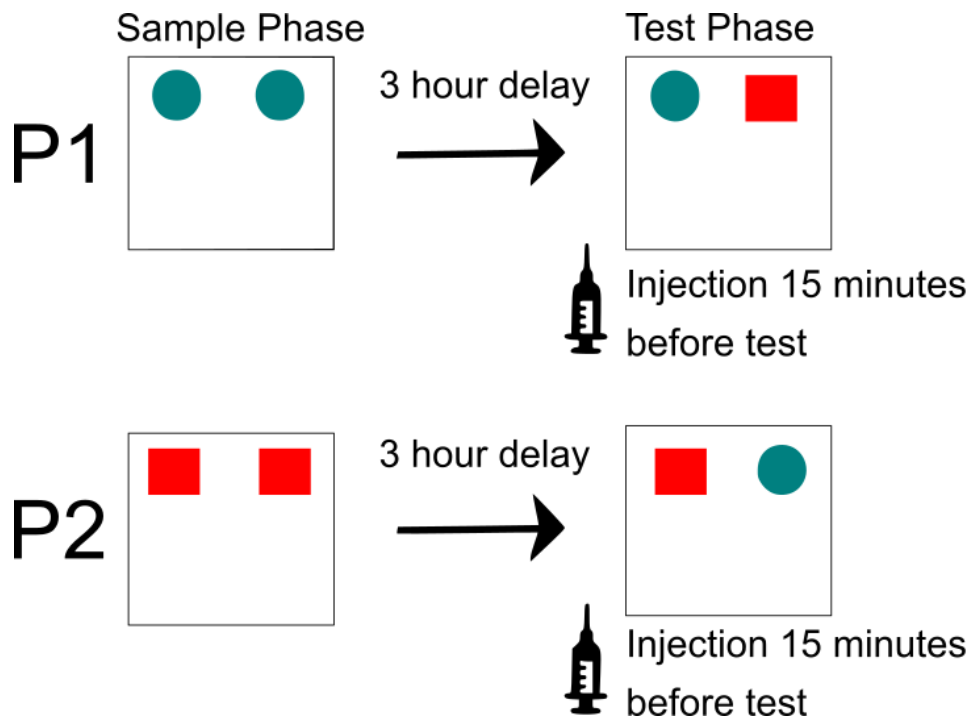 Sample Phase
Test Phase
P1
3 hour delay
Injection 15 minutes
before test
P2
3 hour delay
Injection 15 minutes
before test